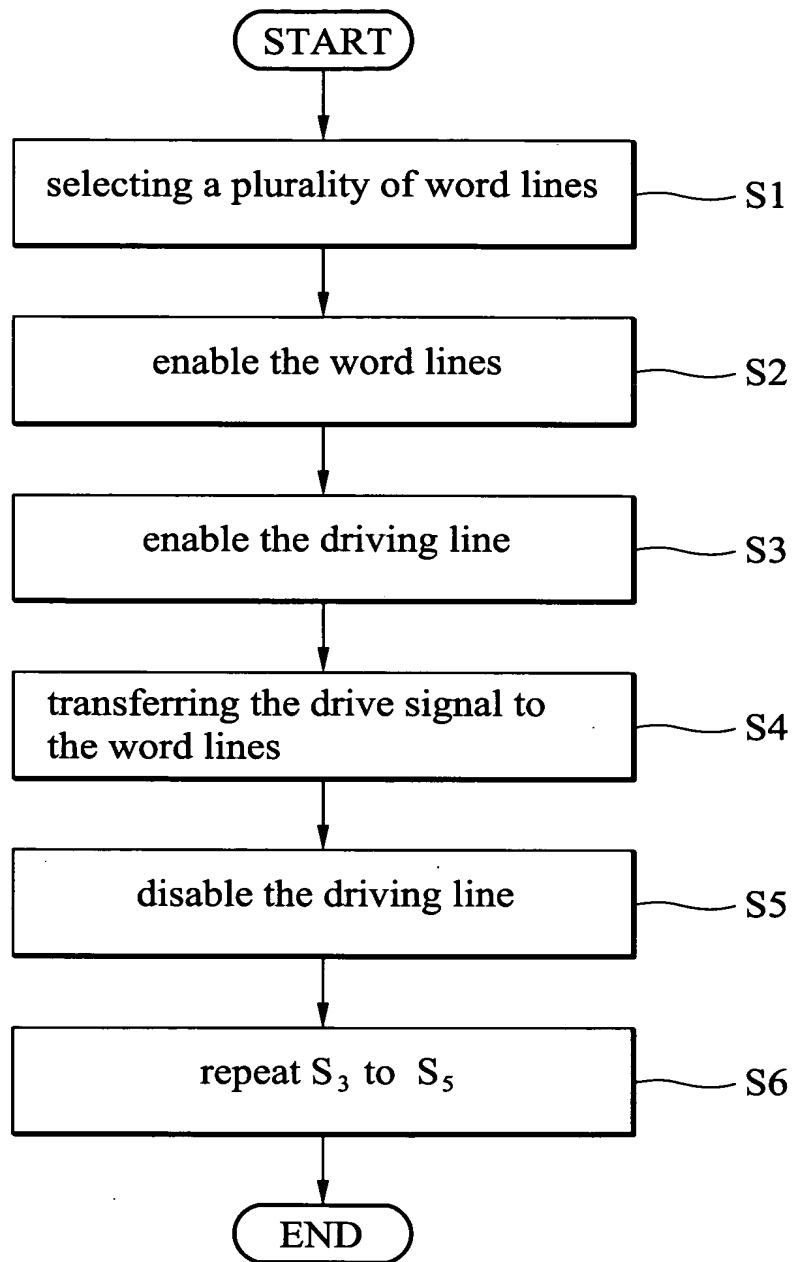 START
selecting a plurality of word lines
S1
enable the word lines
S2
enable the driving line
S3
transferring the drive signal to
the word lines
S4
disable the driving line
S5
repeat S₃ to S₅
S6
END